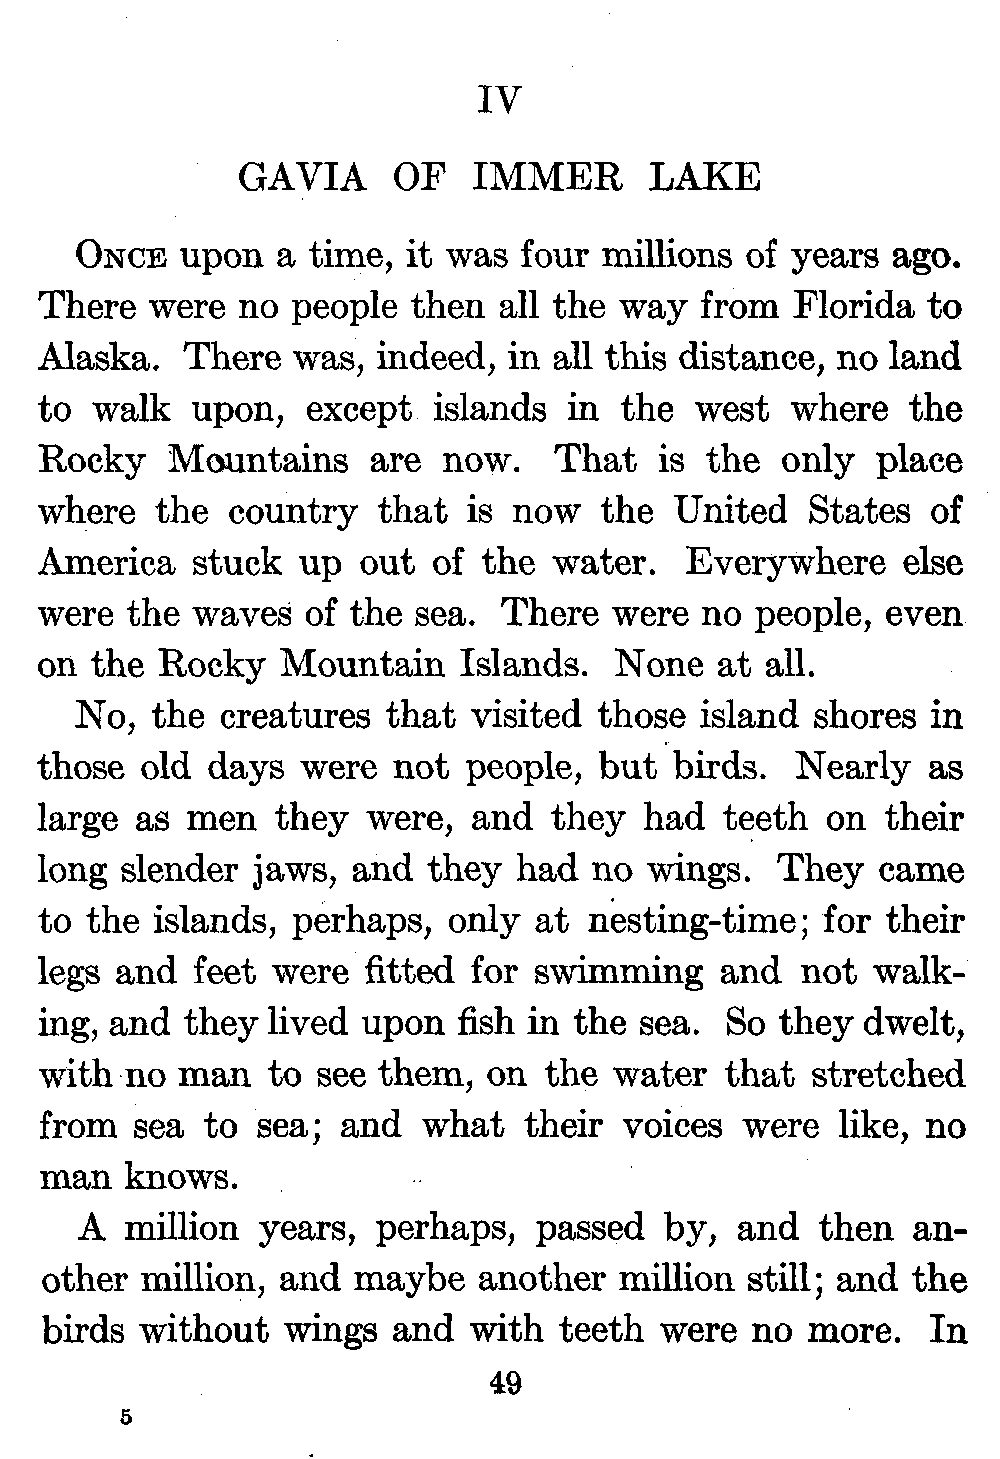 IV
GAVIA OF IMMER LAKE
ONCE upon a time, it was four millions of years ago.
There were no people then all the way from Florida to
Alaska. There was, indeed, in all this distance, no land
to walk upon, except islands in the west where the
Rocky Mountains are now. That is the only place
where the country that is now the United States of
America stuck up out of the water. Everywhere else
were the waves of the sea. There were no people, even
on the Rocky Mountain Islands. None at all.
No, the creatures that visited those island shores in
those old days were not people, but birds. Nearly as
large as men they were, and they had teeth on their
long slender jaws, and they had no wings. They came
to the islands, perhaps, only at nesting-time; for their
legs and feet were fitted for swimming and not walk-
ing, and they lived upon fish in the sea. So they dwelt,
with no man to see them, on the water that stretched
from sea to sea; and what their voices were like, no
man knows.
A million years, perhaps, passed by, and then an-
other million, and maybe another million still; and the
birds without wings and with teeth were no more. In
49
5